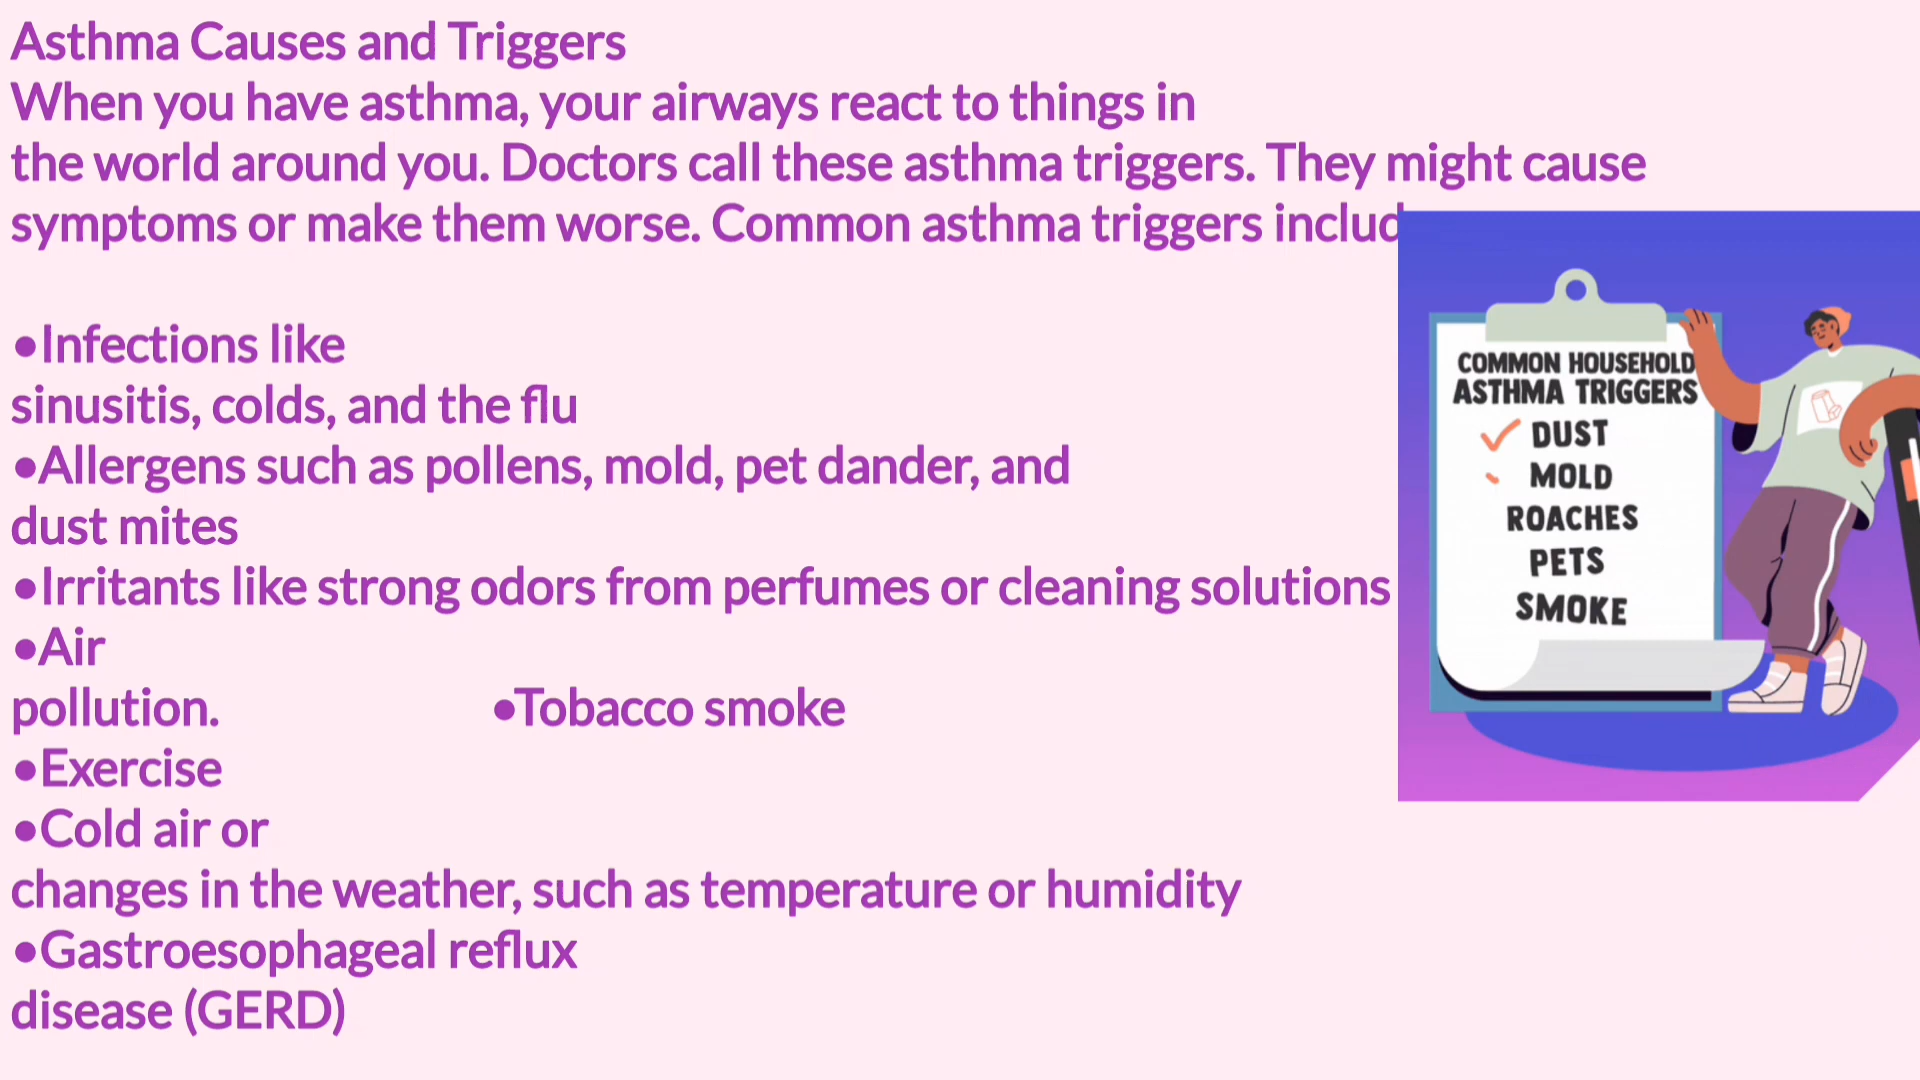 Asthma Causes and Triggers
When you have asthma, your airways react to things in
the world around you. Doctors call these asthma triggers. They might cause
symptoms or make them worse. Common asthma triggers includ
•Infections like
sinusitis, colds, and the flu
•Allergens such as pollens, mold, pet dander, and
dust mites
•Irritants like strong odors from perfumes or cleaning solutions
•Air
pollution. •Tobacco smoke
•Exercise
•Cold air or
changes in the weather, such as temperature or humidity
•Gastroesophageal reflux
disease (GERD)
COMMON HOUSEHOLD
ASTHMA TRIGGERS
DUST
MOLD
ROACHES
PETS
SMOKE